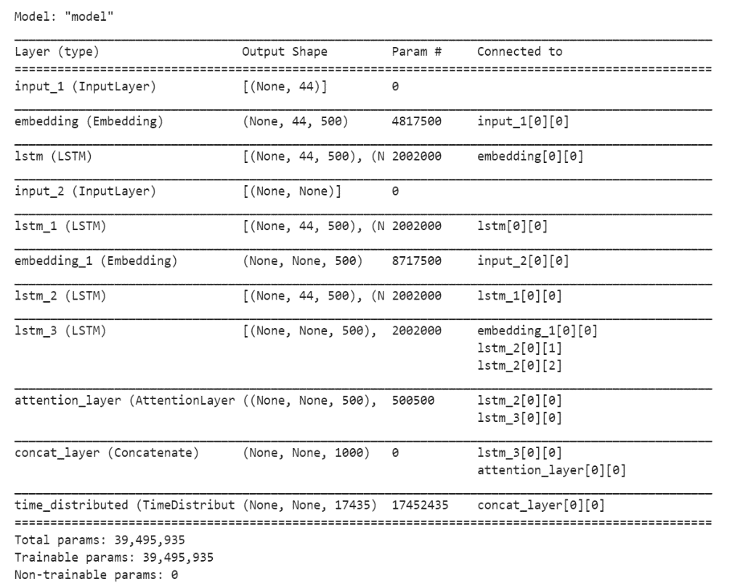 Model: "model"
Layer (type) Output Shape Param # Connected to
input_1 (InputLayer) [(None, 44)] 0
embedding (Embedding) (None, 44, 500) 4817500 input_1[0][0]
lstm (LSTM) [(None, 44, 500), (N 2002000 embedding[0][0]
input_2 (InputLayer) [(None, None)] 0
lstm_1 (LSTM) [(None, 44, 500), (N 2002000 lstm[0][0]
embedding_1 (Embedding) (None, None, 500) 8717500 input_2[0][0]
lstm_2 (LSTM) [(None, 44, 500), (N 2002000 lstm_1[0][0]
lstm_3 (LSTM) [(None, None, 500), 2002000 embedding_1[0][0]
lstm_2[0][1]
lstm_2[0][2]
attention_layer (AttentionLayer ((None, None, 500), 500500 lstm_2[0][0]
lstm_3[0][0]
concat_layer (Concatenate) (None, None, 1000) 0 lstm_3[0][0]
attention_layer[0][0]
time_distributed (TimeDistribut (None, None, 17435) 17452435 concat_layer[0][0]
Total params: 39,495,935
Trainable params: 39,495,935
Non-trainable params: 0